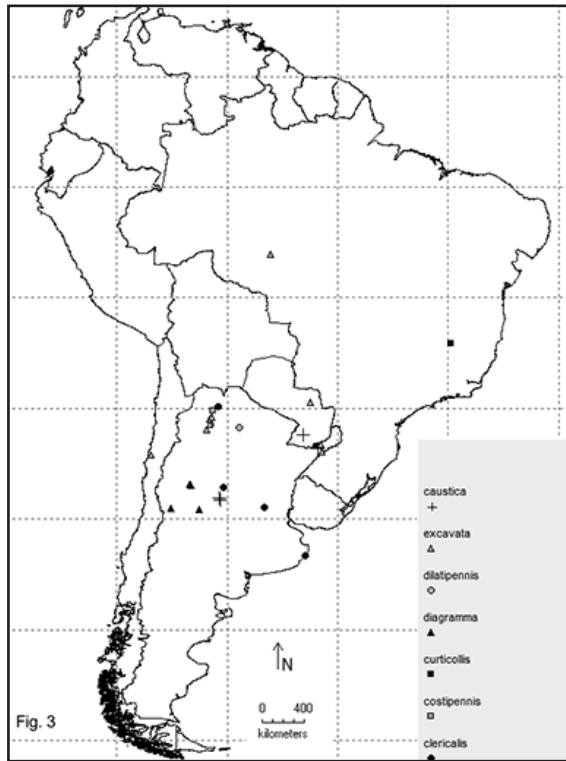 caustica
excavata
dilatipennis
diagramma
curticollis
costipennis
clericalis
N
0 400
kilometers
Fig. 3